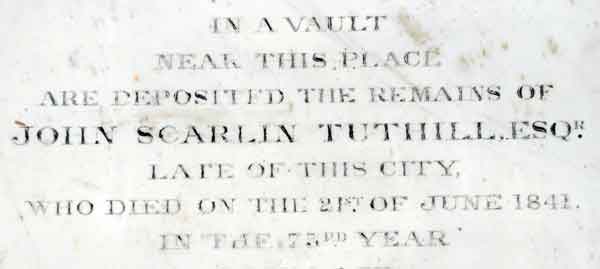 IN A VAULT
NEAR THIS PLACE
ARE DEPOSITED THE REMAINS OF
JOHN SCARLIN TUTHILL, ESQR.
LATE OF THIS CITY,
WHO DIED ON THE 21ST. OF JUNE 1841.
IN THE 73RD YEAR